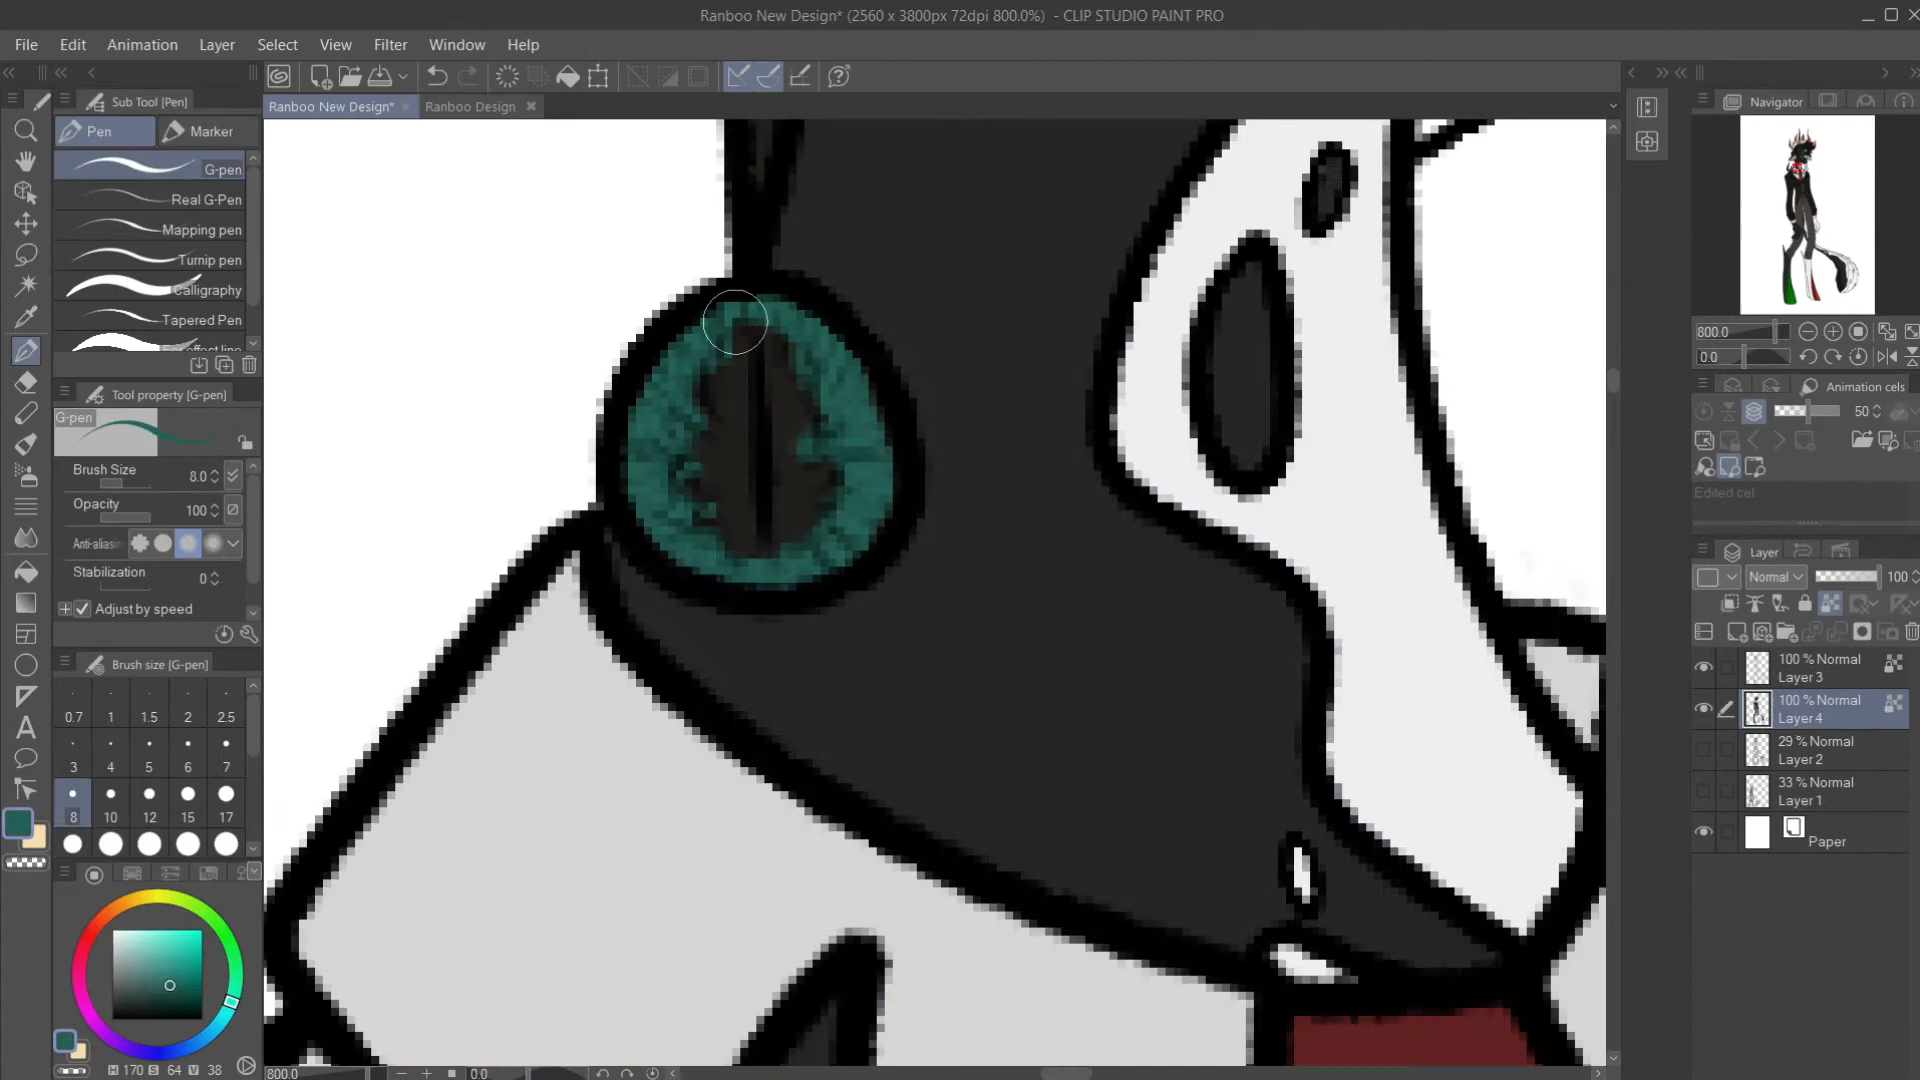 Ranboo New Design* (2560 x 3800px 72dpi 800.0%) - CLIP STUDIO PAINT PRO
File Edit Animation Layer Select View Filter Window Help
Sub Tool [Pen]
Ranboo New Design*
Ranboo Design
Navigator
Pen
Marker
G-pen
Real G-Pen
Mapping pen
Turnip pen
Calligraphy
Tapered Pen
For effect line
800.0
0.0
Tool property [G-pen]
Animation cels
G-pen
50
Brush Size
8.0
Edited cel
Opacity
100
Anti-aliasin
Layer
Stabilization
0
Normal
100
Adjust by speed
Brush size [G-pen]
100 % Normal
Layer 3
100 % Normal
Layer 4
0.7 1 1.5 2 2.5
29 % Normal
Layer 2
3 4 5 6 7
33 % Normal
Layer 1
8 10 12 15 17
Paper
H 170 S 64 V 38
800.0
0.0